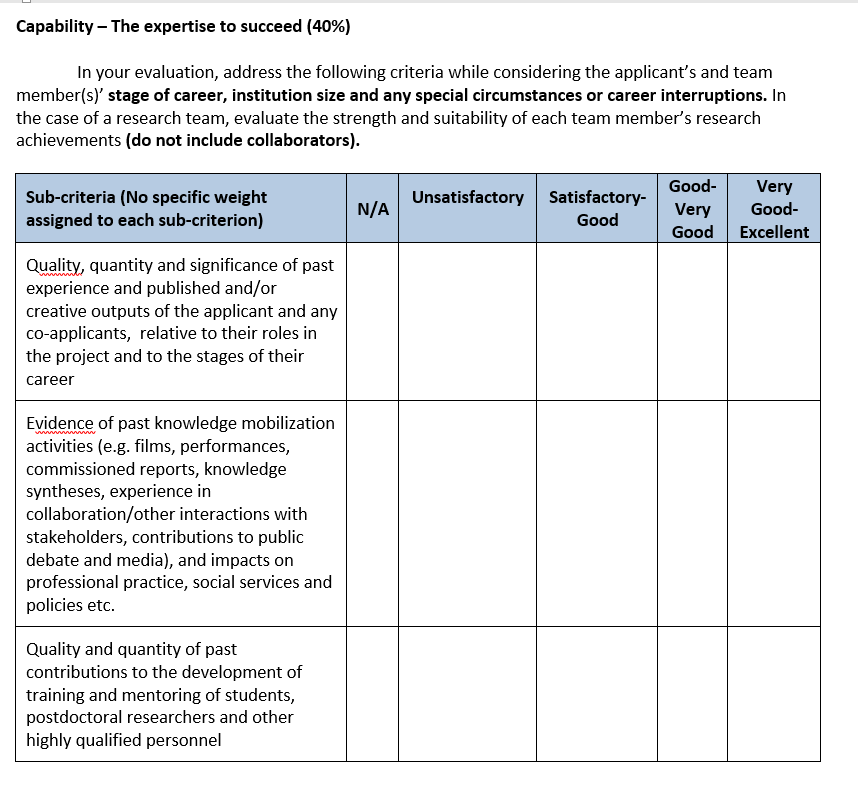 Capability – The expertise to succeed (40%)
In your evaluation, address the following criteria while considering the applicant's and team
member(s)' stage of career, institution size and any special circumstances or career interruptions. In
the case of a research team, evaluate the strength and suitability of each team member's research
achievements (do not include collaborators).
Sub-criteria (No specific weight
assigned to each sub-criterion)
N/A
Unsatisfactory
Satisfactory-
Good
Good-
Very
Good
Very
Good-
Excellent
Quality, quantity and significance of past
experience and published and/or
creative outputs of the applicant and any
co-applicants,  relative to their roles in
the project and to the stages of their
career
Evidence of past knowledge mobilization
activities (e.g. films, performances,
commissioned reports, knowledge
syntheses, experience in
collaboration/other interactions with
stakeholders, contributions to public
debate and media), and impacts on
professional practice, social services and
policies etc.
Quality and quantity of past
contributions to the development of
training and mentoring of students,
postdoctoral researchers and other
highly qualified personnel